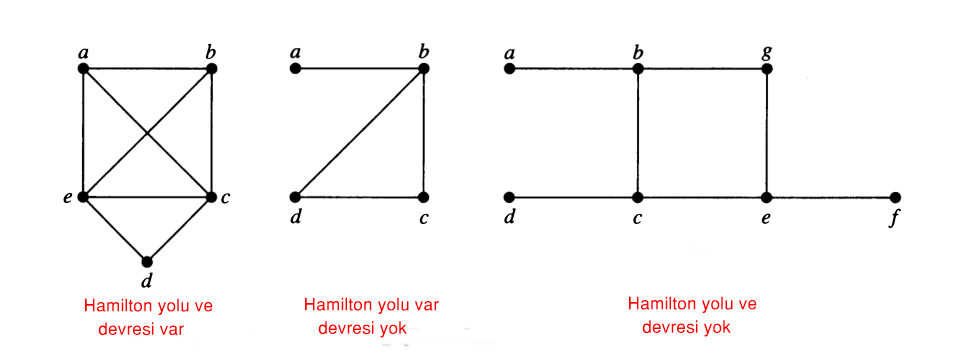 a b
e c
d
Hamilton yolu ve
devresi var
a b
d c
Hamilton yolu var
devresi yok
a b g
d c e f
Hamilton yolu ve
devresi yok